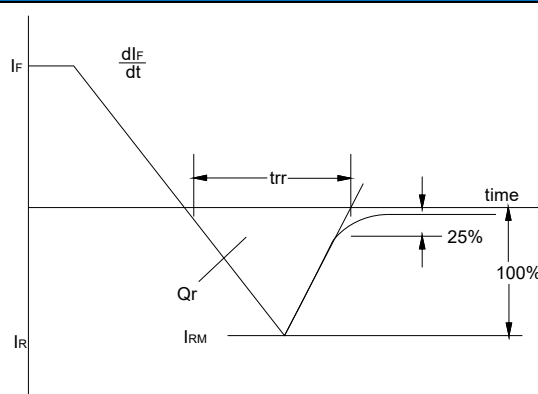 IF
dIF
dt
trr
time
25%
100%
Qr
IRM
IR